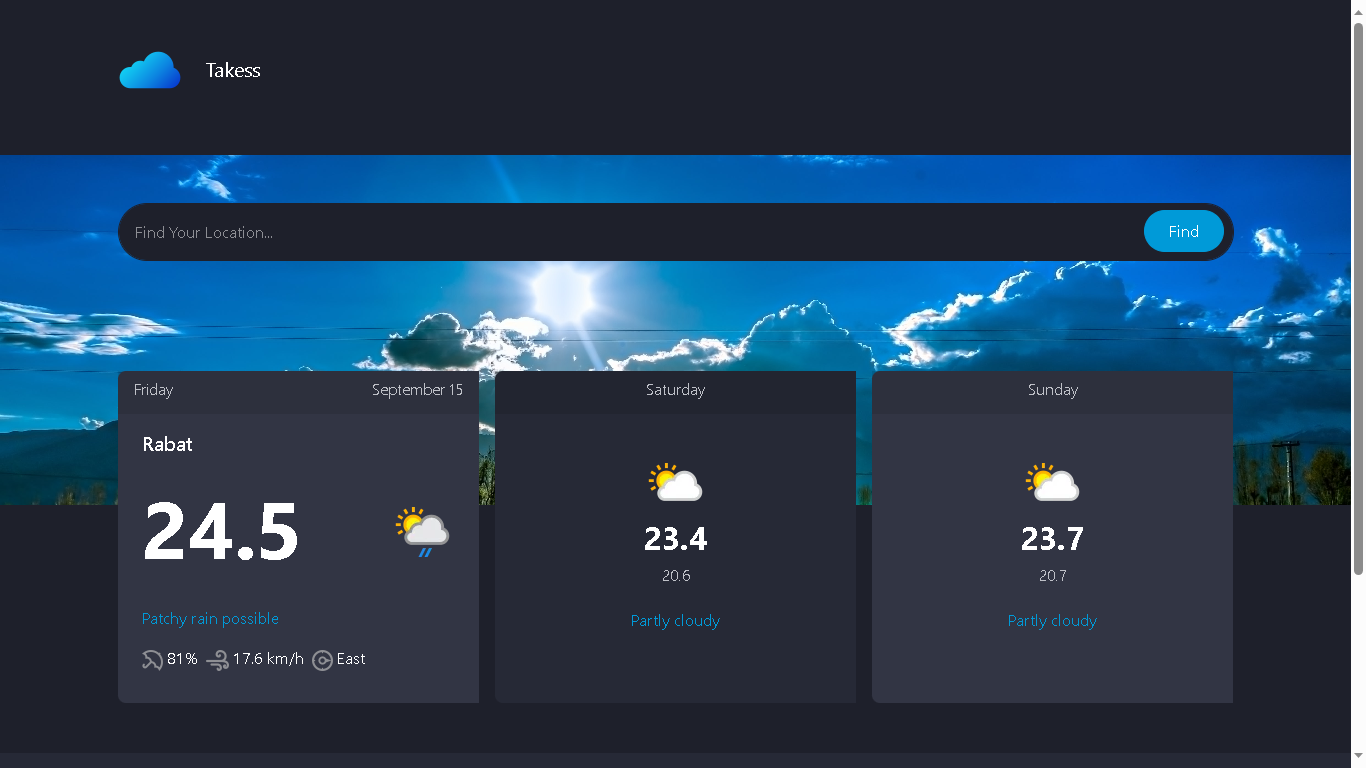 Takess
Find Your Location...
Find
Friday
September 15
Rabat
24.5
Patchy rain possible
81% 17.6 km/h East
Saturday
23.4
20.6
Partly cloudy
Sunday
23.7
20.7
Partly cloudy